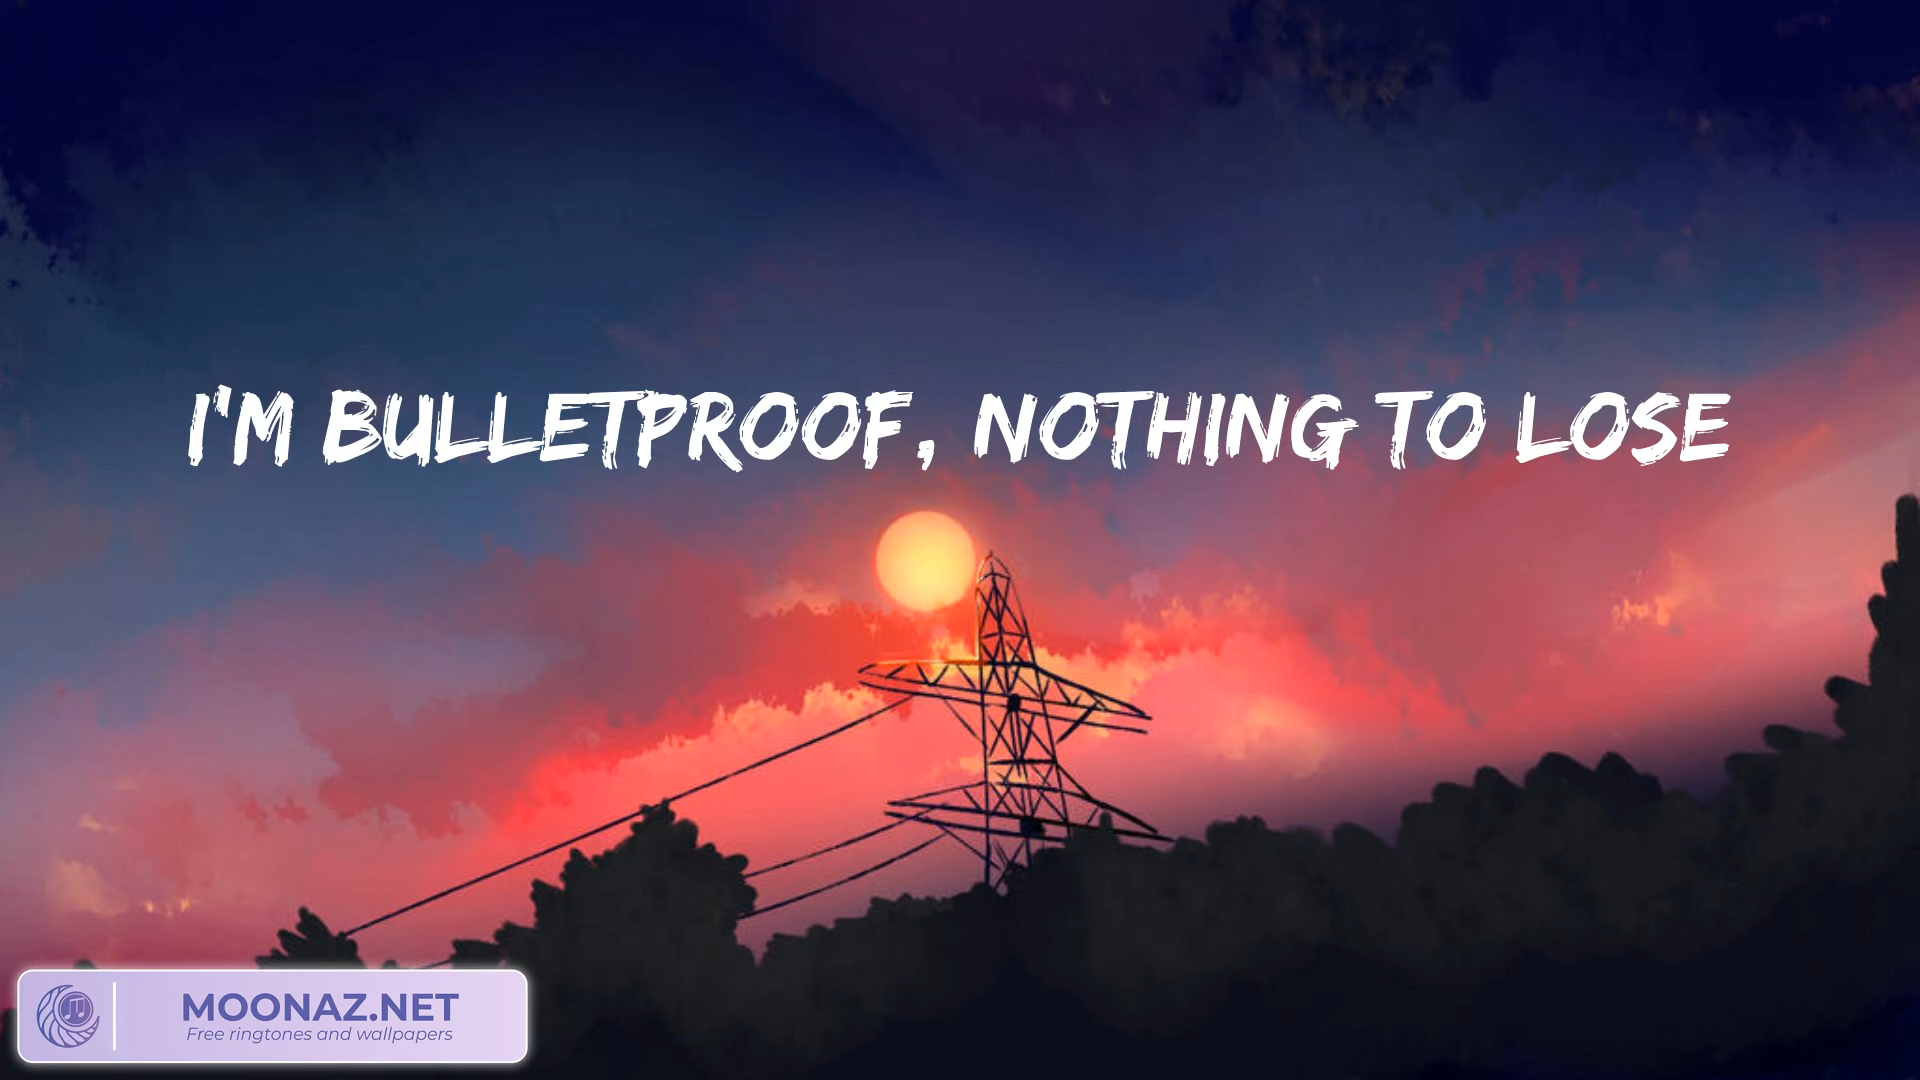 I'M BULLETPROOF, NOTHING TO LOSE
MOONAZ.NET
Free ringtones and wallpapers